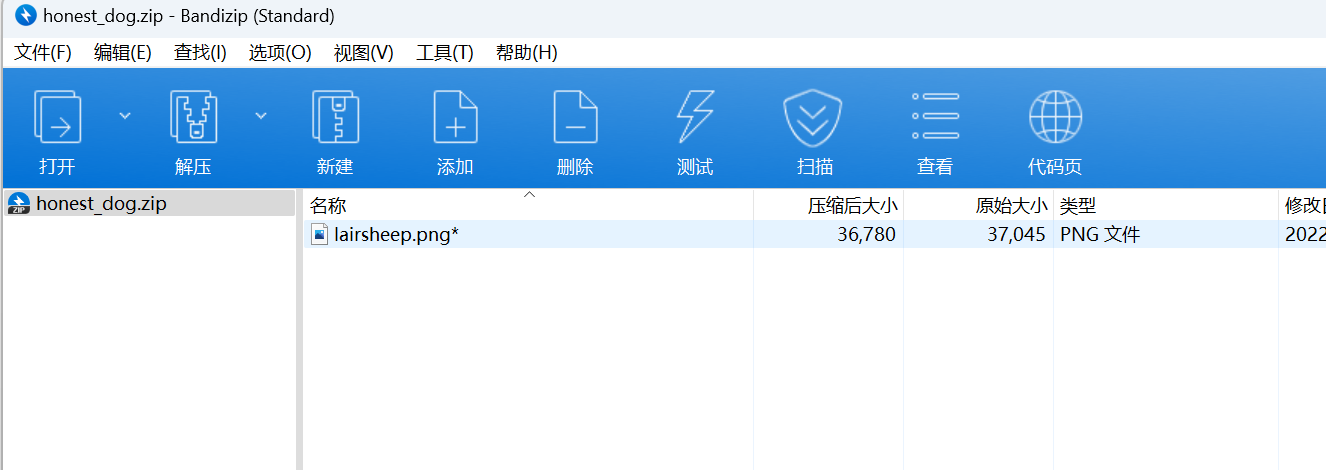 honest_dog.zip - Bandizip (Standard)
文件(F) 编辑(E) 查找(I) 选项(O) 视图(V) 工具(T) 帮助(H)
打开 解压 新建 添加 删除 测试 扫描 查看 代码页
honest_dog.zip
名称 压缩后大小 原始大小 类型 修改
lairsheep.png* 36,780 37,045 PNG 文件 2022